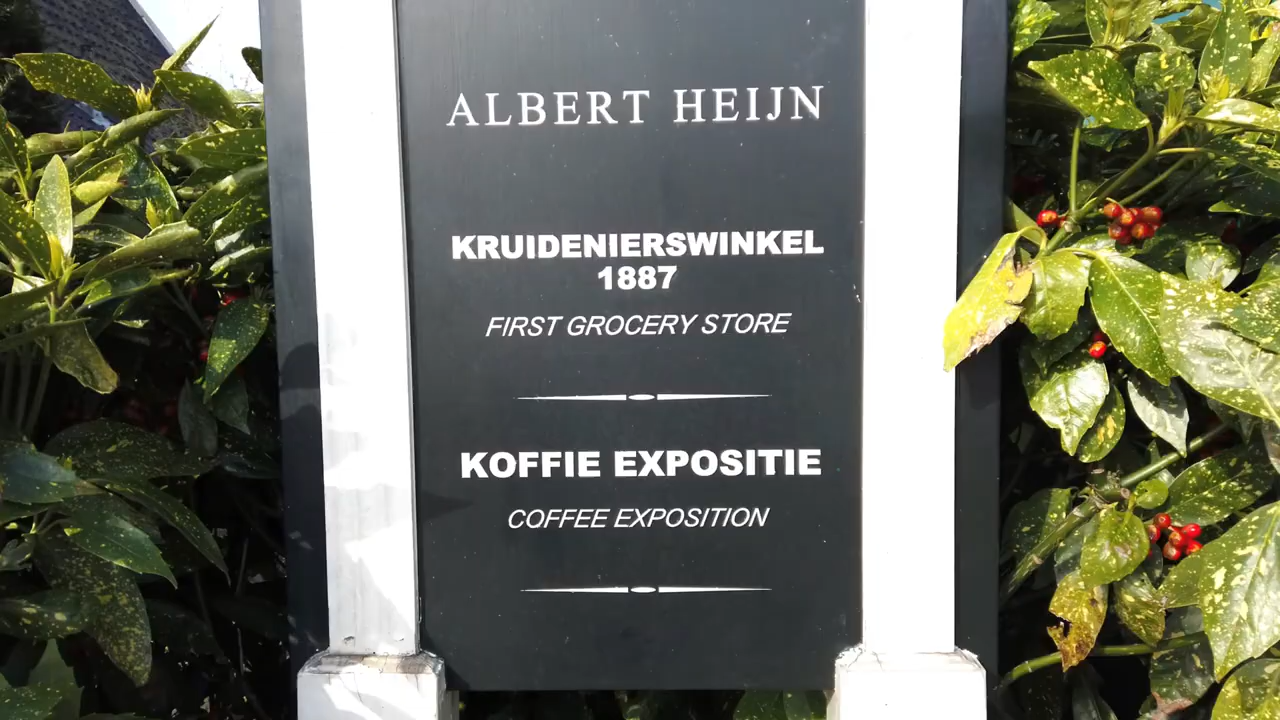 ALBERT HEIJN
KRUIDENIERSWINKEL
1887
FIRST GROCERY STORE
KOFFIE EXPOSITIE
COFFEE EXPOSITION